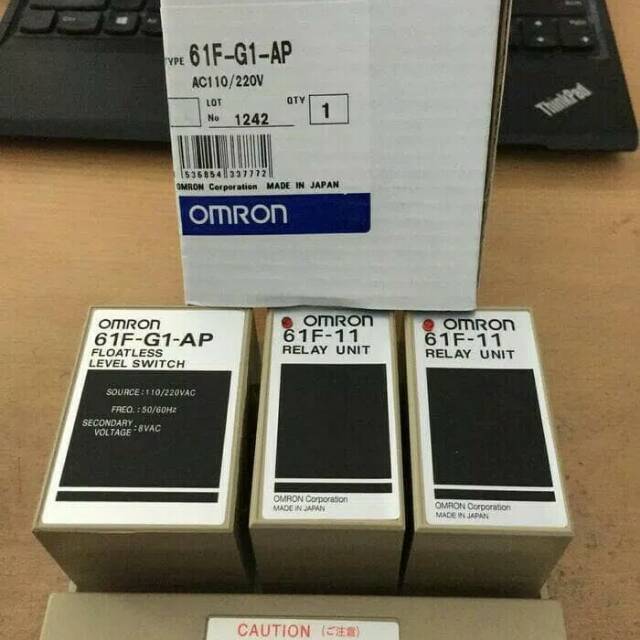 ThinkPad
TYPE 61F-G1-AP
AC110/220V
LOT
No 1242
QTY
1
536854 337772
OMRON Corporation MADE IN JAPAN
OMRON
OMRON
61F-G1-AP
FLOATLESS
LEVEL SWITCH
SOURCE: 110/220VAC
FREQ. : 50/60Hz
SECONDARY
VOLTAGE :8VAC
OMRON
61F-11
RELAY UNIT
OMRON Corporation
MADE IN JAPAN
OMRON
61F-11
RELAY UNIT
OMRON Corporation
MADE IN JAPAN
CAUTION (ご注意)